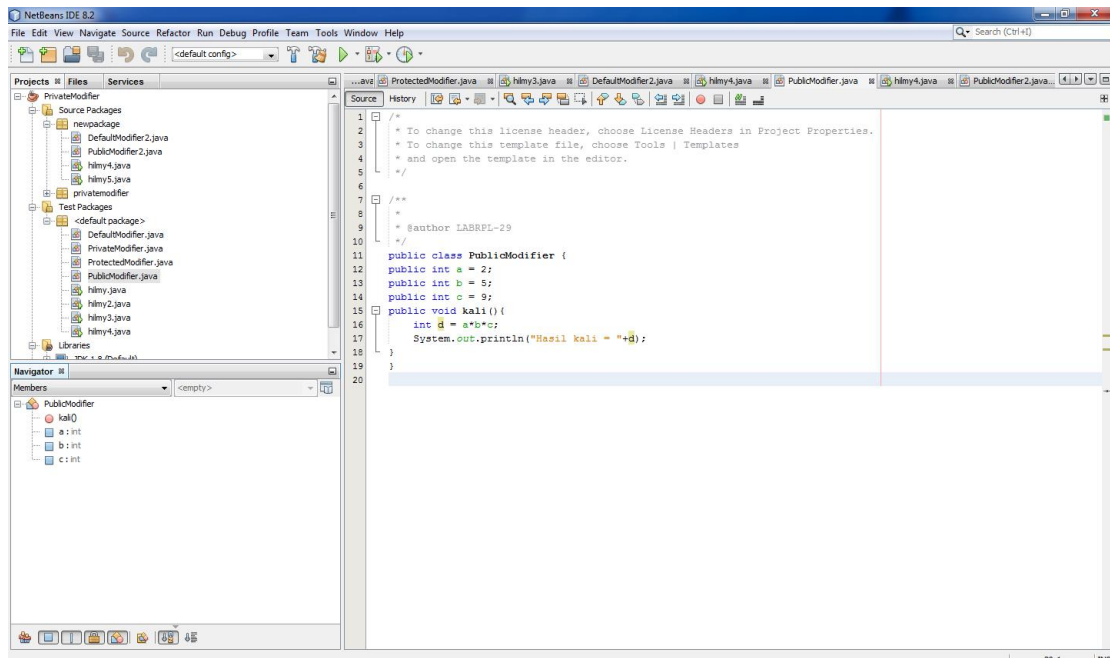 NetBeans IDE 8.2
File Edit View Navigate Source Refactor Run Debug Profile Team Tools Window Help
Search (Ctrl+I)
<default config>
Projects Files Services
PrivateModifier
Source Packages
newpackage
DefaultModifier2.java
PublicModifier2.java
hilmy4.java
hilmy5.java
privatemodifier
Test Packages
<default package>
DefaultModifier.java
PrivateModifier.java
ProtectedModifier.java
PublicModifier.java
hilmy.java
hilmy2.java
hilmy3.java
hilmy4.java
Libraries
JDK 1.8 (Default)
Navigator
Members <empty>
PublicModifier
kali()
a : int
b : int
c : int
...ava ProtectedModifier.java hilmy3.java DefaultModifier2.java hilmy4.java PublicModifier.java hilmy4.java PublicModifier2.java...
Source History
1 /*
2 * To change this license header, choose License Headers in Project Properties.
3 * To change this template file, choose Tools | Templates
4 * and open the template in the editor.
5 */
6
7 /**
8 *
9 * @author LABRPL-29
10 */
11 public class PublicModifier {
12 public int a = 2;
13 public int b = 5;
14 public int c = 9;
15 public void kali(){
16 int d = a*b*c;
17 System.out.println("Hasil kali = "+d);
18 }
19 }
20